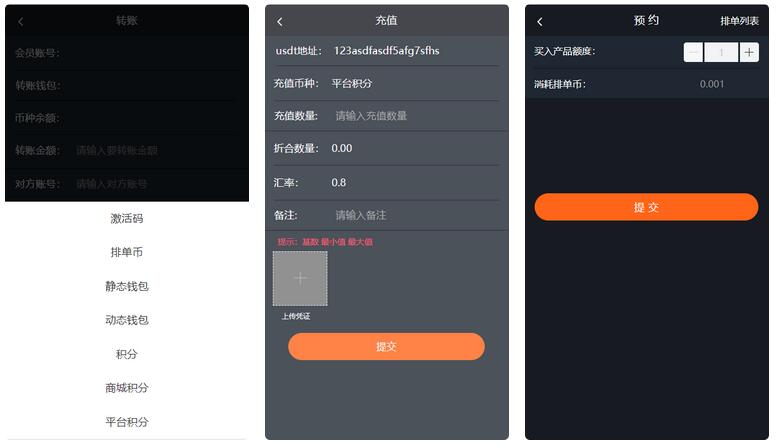 转账
会员账号：
转账钱包：
币种余额：
转账金额： 请输入要转账金额
对方账号： 请输入对方账号
激活码
排单币
静态钱包
动态钱包
积分
商城积分
平台积分
充值
usdt地址： 123asdfasdf5afg7sfhs
充值币种： 平台积分
充值数量： 请输入充值数量
折合数量： 0.00
汇率： 0.8
备注： 请输入备注
提示：基数 最小值 最大值
上传凭证
提交
预 约 排单列表
买入产品额度： 1
消耗排单币： 0.001
提 交